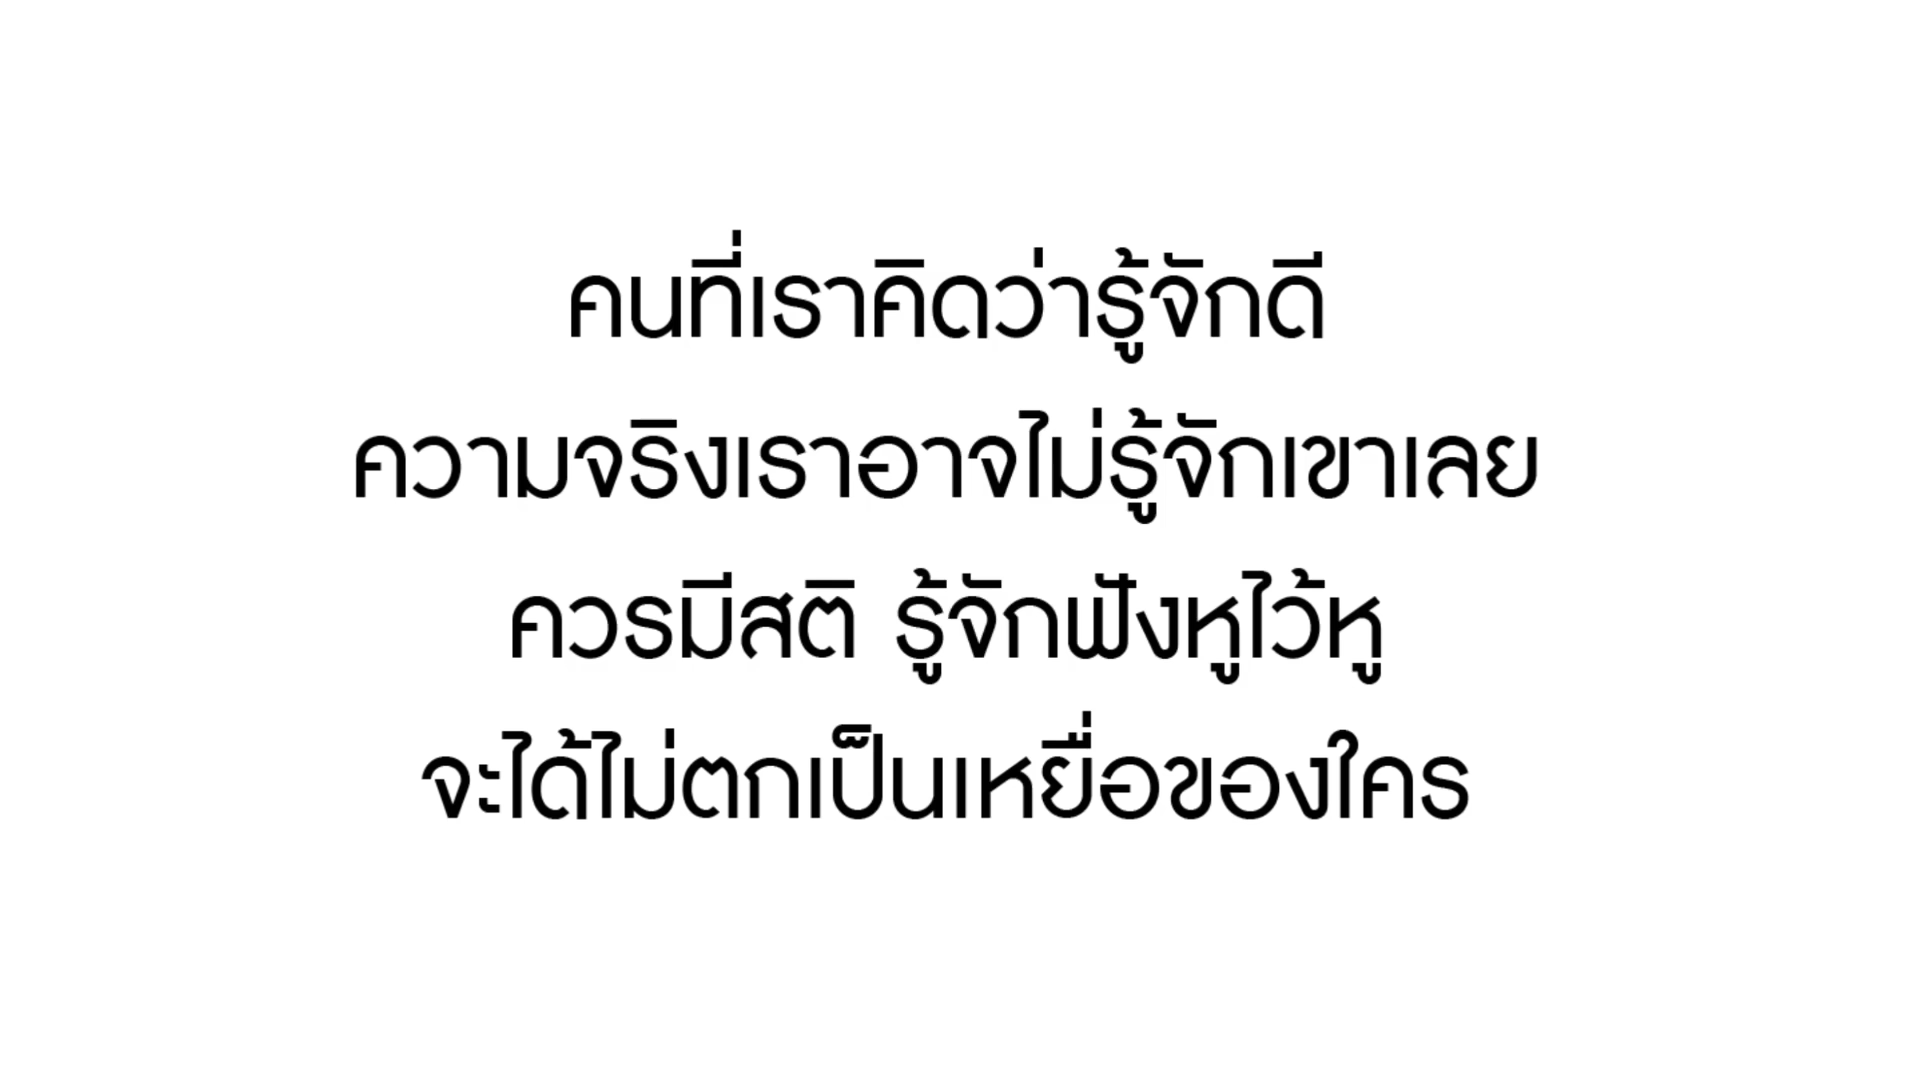 คนที่เราคิดว่ารู้จักดี
ความจริงเราอาจไม่รู้จักเขาเลย
ควรมีสติ รู้จักฟังหูไว้หู
จะได้ไม่ตกเป็นเหยื่อของใคร